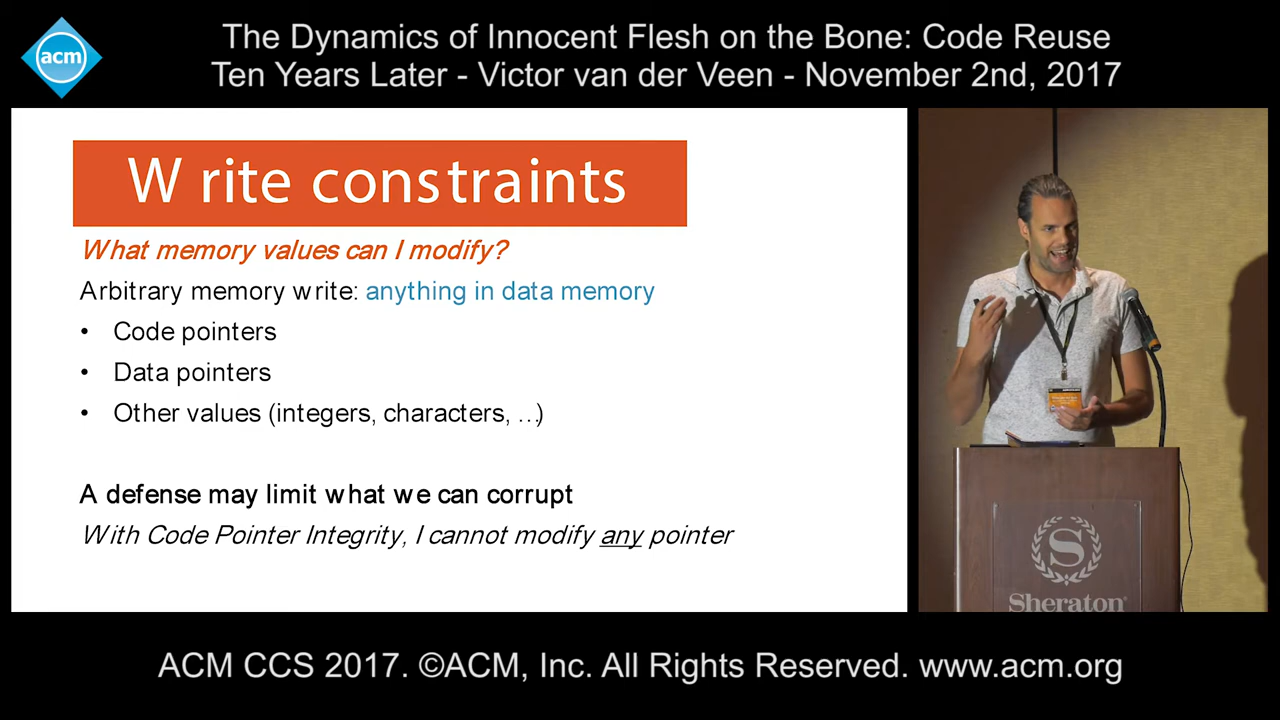 acm
The Dynamics of Innocent Flesh on the Bone: Code Reuse
Ten Years Later - Victor van der Veen - November 2nd, 2017
W rite constraints
What memory values can I modify?
Arbitrary memory write: anything in data memory
• Code pointers
• Data pointers
• Other values (integers, characters, …)
A defense may limit what we can corrupt
With Code Pointer Integrity, I cannot modify any pointer
S
Sheraton
ACM CCS 2017. ©ACM, Inc. All Rights Reserved. www.acm.org